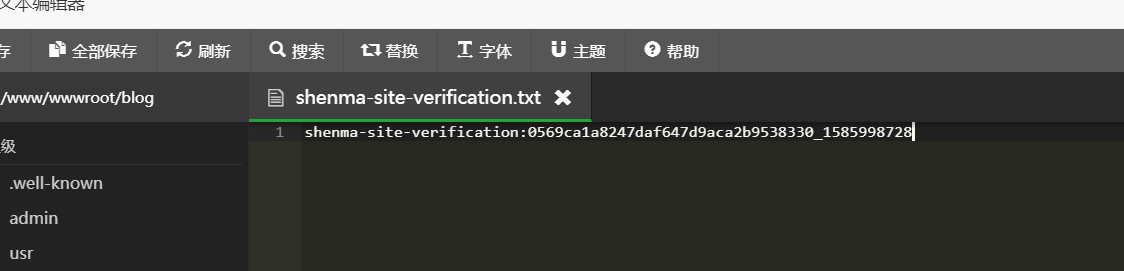 文本编辑器
存 全部保存 刷新 搜索 替换 字体 主题 帮助
/www/wwwroot/blog
shenma-site-verification.txt
1 shenma-site-verification:0569ca1a8247daf647d9aca2b9538330_1585998728
级
.well-known
admin
usr